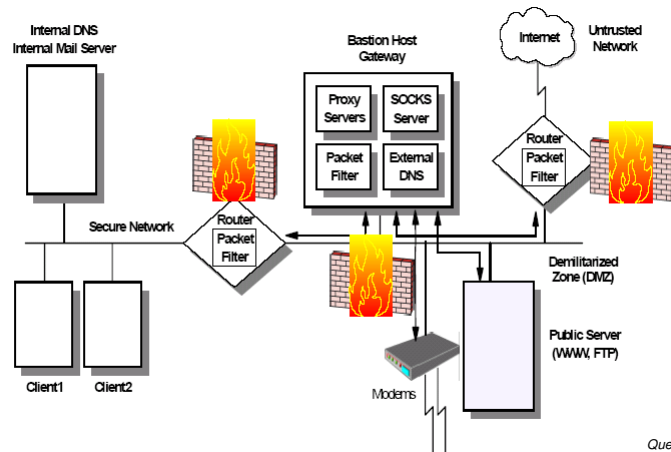 Internal DNS
Internal Mail Server
Bastion Host
Gateway
Internet
Untrusted
Network
Proxy
Servers
SOCKS
Server
Packet
Filter
External
DNS
Router
Packet
Filter
Secure Network
Router
Packet
Filter
Demilitarized
Zone (DMZ)
Public Server
(WWW, FTP)
Modems
Client1
Client2
Que